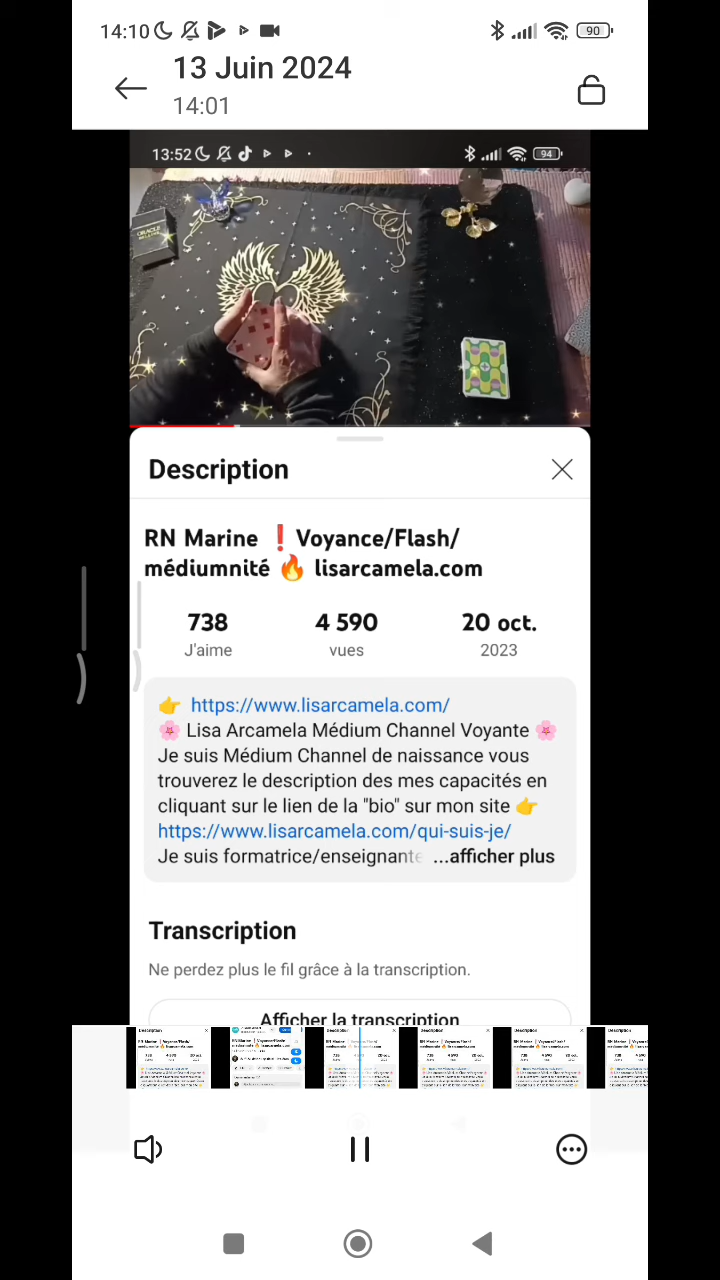 14:10
90
13 Juin 2024
14:01
13:52
94
ORACLE
Description
RN Marine ❗ Voyance/Flash/
médiumnité 🔥 lisarcamela.com
738 4 590 20 oct.
J'aime vues 2023
👉 https://www.lisarcamela.com/
🌸 Lisa Arcamela Médium Channel Voyante 🌸
Je suis Médium Channel de naissance vous
trouverez le description des mes capacités en
cliquant sur le lien de la "bio" sur mon site 👉
https://www.lisarcamela.com/qui-suis-je/
Je suis formatrice/enseignante ...afficher plus
Transcription
Ne perdez plus le fil grâce à la transcription.
Afficher la transcription